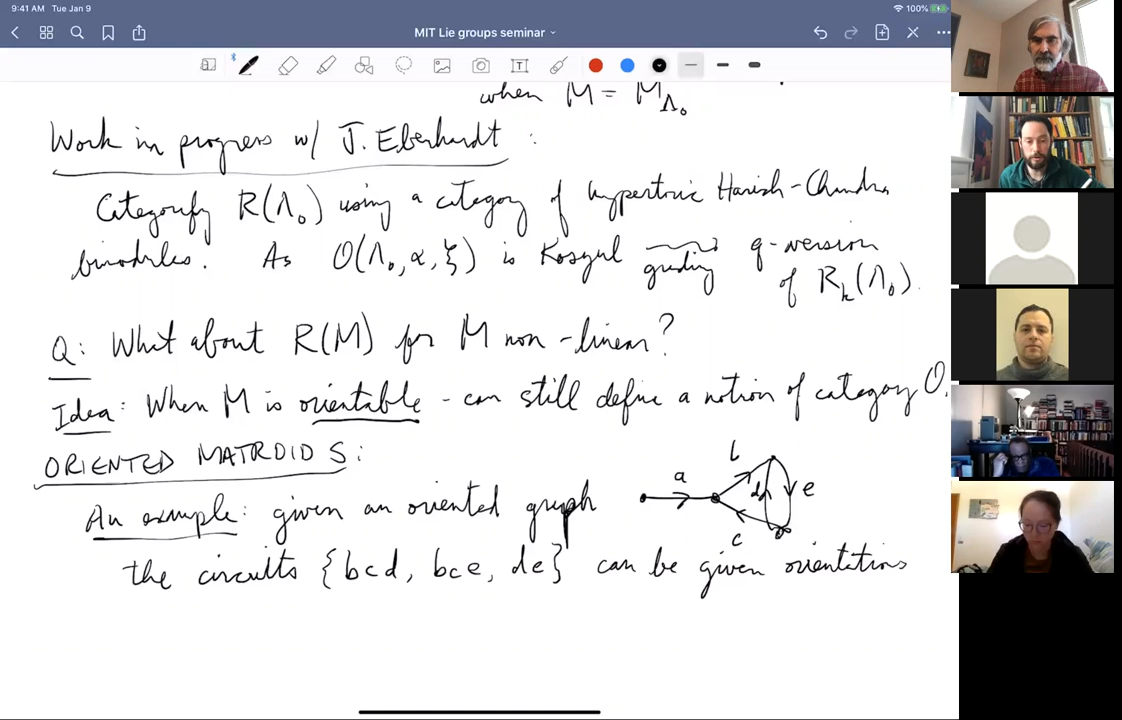 9:41 AM Tue Jan 9
100%
MIT Lie groups seminar
when M = M_Λ₀
Work in progress w/ J. Eberhardt :
Categorify R(Λ₀) using a category of hypertoric Harish-Chandra
bimodules. As O(Λ₀, α, ξ) is Koszul ⇝ grading q-version
of R_k(Λ₀).
Q: What about R(M) for M non-linear?
Idea: When M is orientable - can still define a notion of category O.
ORIENTED MATROIDS:
An example: given an oriented graph
a b c d e
the circuits {bcd, bce, de} can be given orientations